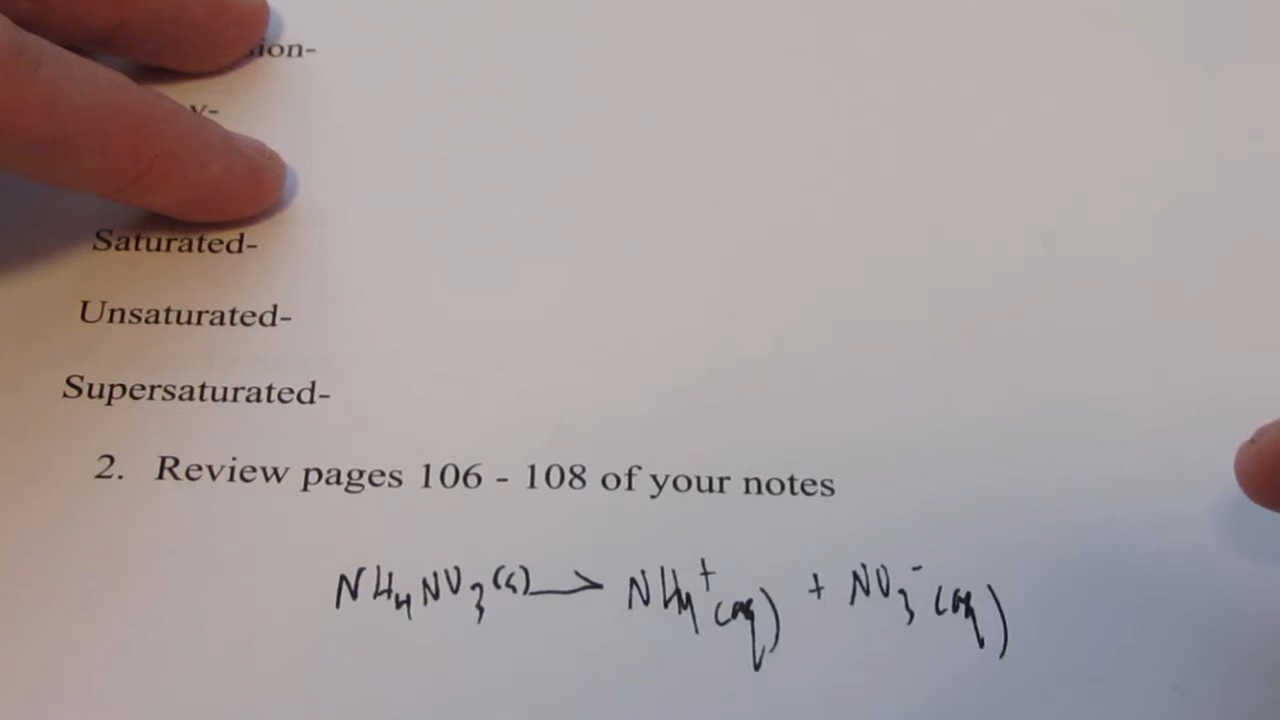 Saturated-
Unsaturated-
Supersaturated-
2. Review pages 106 - 108 of your notes
NH₄NO₃(s) → NH₄⁺(aq) + NO₃⁻(aq)